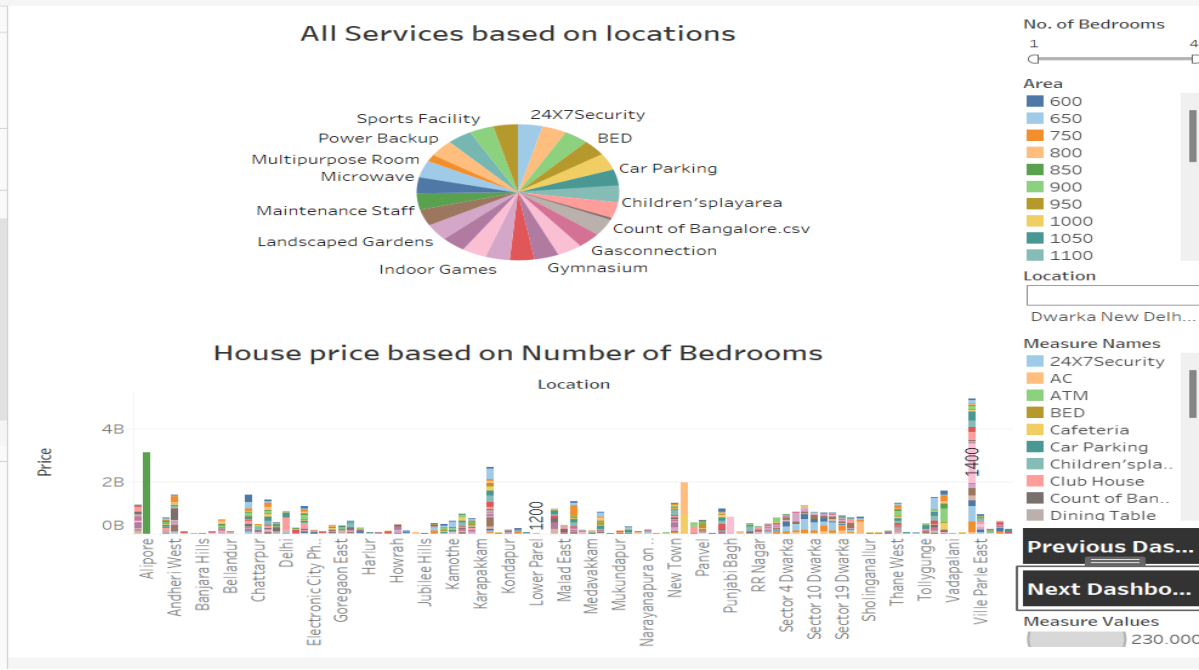 All Services based on locations
Sports Facility
24X7Security
Power Backup
BED
Multipurpose Room
Car Parking
Microwave
Children'splayarea
Maintenance Staff
Count of Bangalore.csv
Landscaped Gardens
Gasconnection
Indoor Games
Gymnasium
House price based on Number of Bedrooms
Location
Price
4B
2B
0B
1200
1400
Alipore
Andheri West
Banjara Hills
Bellandur
Chattarpur
Delhi
Electronic City Ph..
Goregaon East
Harlur
Howrah
Jubilee Hills
Kamothe
Karapakkam
Kondapur
Lower Parel
Malad East
Medavakkam
Mukundapur
Narayanapura on ..
New Town
Panvel
Punjabi Bagh
RR Nagar
Sector 4 Dwarka
Sector 10 Dwarka
Sector 19 Dwarka
Sholinganallur
Thane West
Tollygunge
Vadapalani
Ville Parle East
No. of Bedrooms
1 4
Area
600
650
750
800
850
900
950
1000
1050
1100
Location
Dwarka New Delh...
Measure Names
24X7Security
AC
ATM
BED
Cafeteria
Car Parking
Children'spla..
Club House
Count of Ban..
Dining Table
Previous Das...
Next Dashbo...
Measure Values
230.000